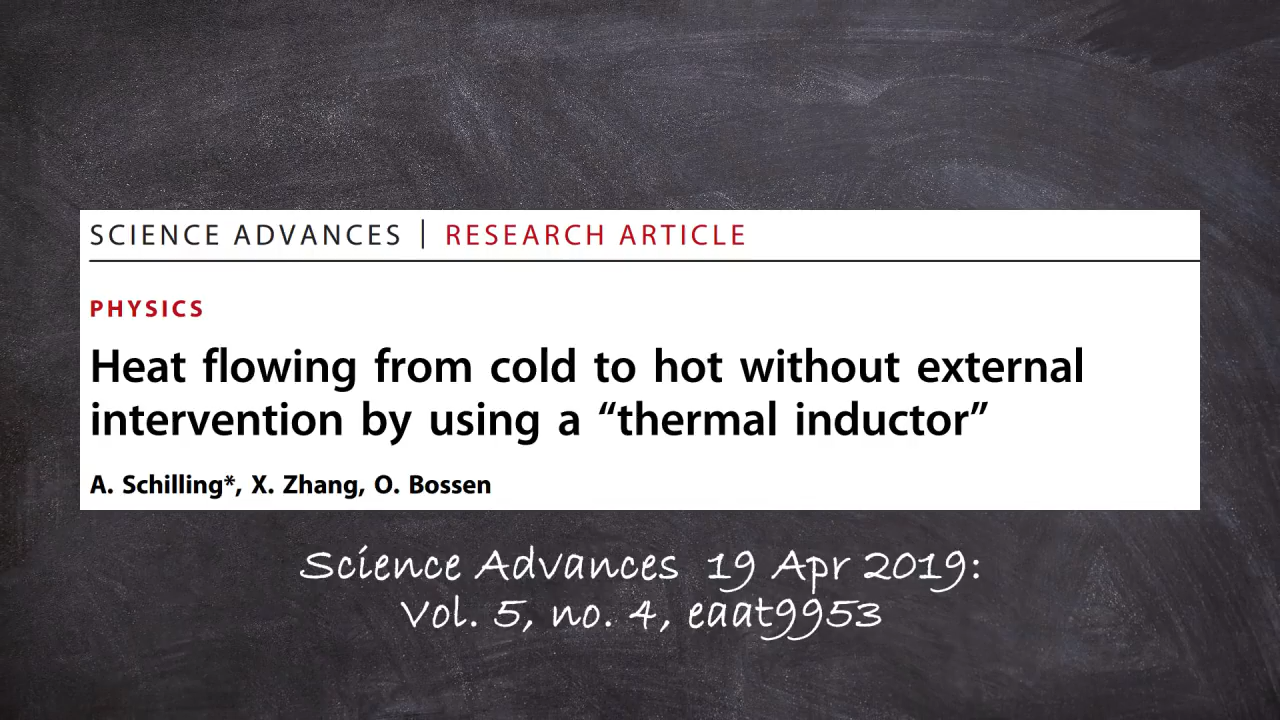 SCIENCE ADVANCES | RESEARCH ARTICLE
PHYSICS
Heat flowing from cold to hot without external
intervention by using a “thermal inductor”
A. Schilling*, X. Zhang, O. Bossen
Science Advances 19 Apr 2019:
Vol. 5, no. 4, eaat9953